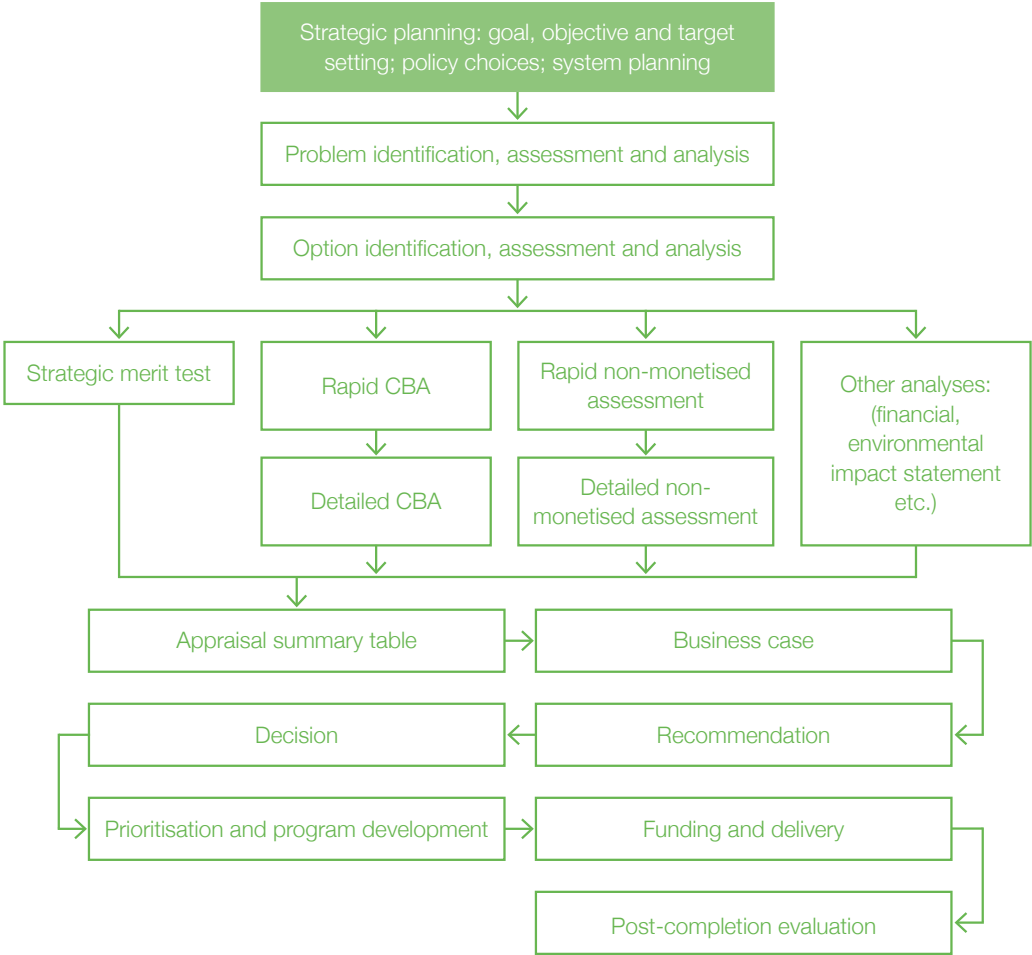 Strategic planning: goal, objective and target
setting; policy choices; system planning
Problem identification, assessment and analysis
Option identification, assessment and analysis
Strategic merit test
Rapid CBA
Rapid non-monetised
assessment
Other analyses:
(financial,
environmental
impact statement
etc.)
Detailed CBA
Detailed non-
monetised assessment
Appraisal summary table
Business case
Decision
Recommendation
Prioritisation and program development
Funding and delivery
Post-completion evaluation